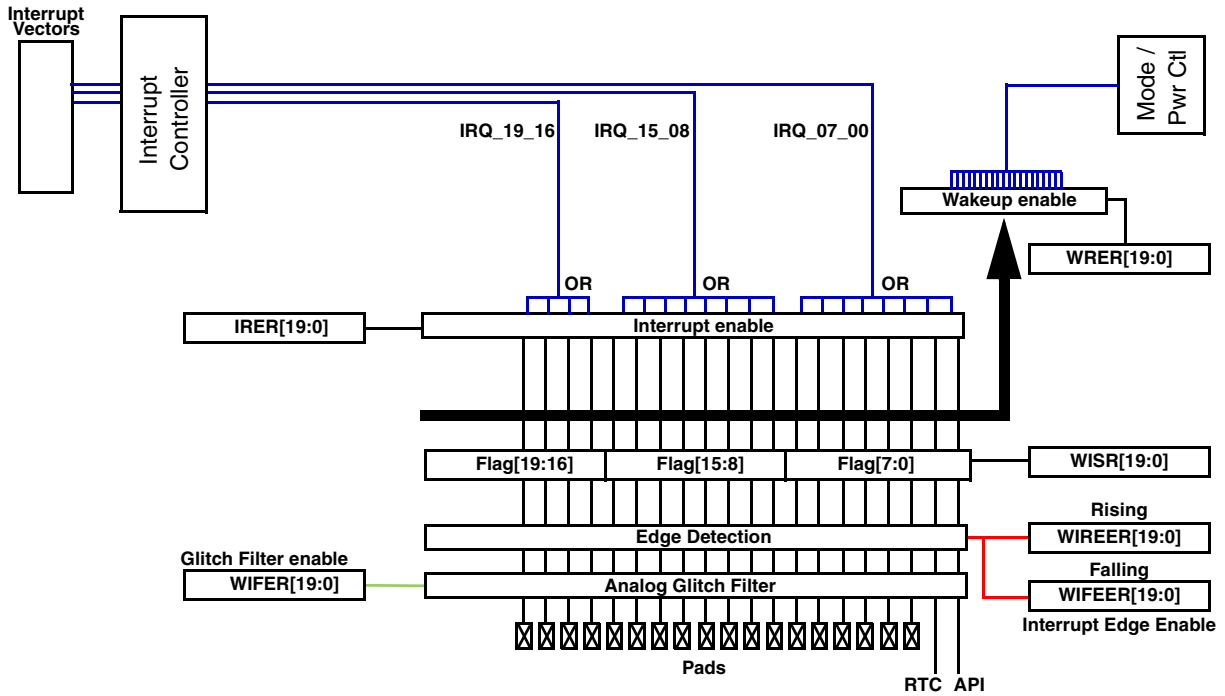 Interrupt
Vectors
Interrupt
Controller
Mode /
Pwr Ctl
IRQ_19_16
IRQ_15_08
IRQ_07_00
Wakeup enable
WRER[19:0]
OR
OR
OR
IRER[19:0]
Interrupt enable
Flag[19:16]
Flag[15:8]
Flag[7:0]
WISR[19:0]
Rising
Edge Detection
WIREER[19:0]
Glitch Filter enable
Falling
WIFER[19:0]
Analog Glitch Filter
WIFEER[19:0]
Interrupt Edge Enable
Pads
RTC
API